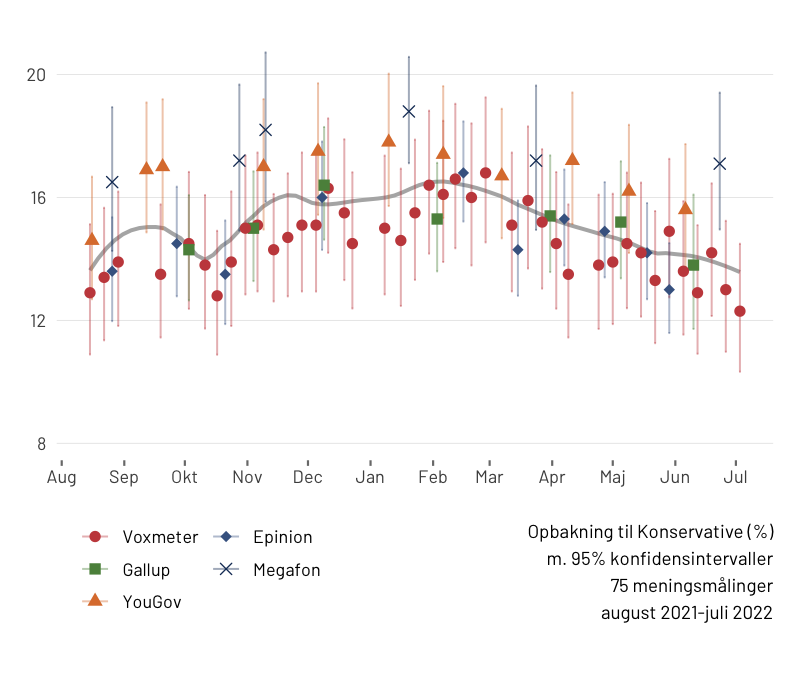 20
16
12
8
Aug Sep Okt Nov Dec Jan Feb Mar Apr Maj Jun Jul
Voxmeter Epinion
Gallup Megafon
YouGov
Opbakning til Konservative (%)
m. 95% konfidensintervaller
75 meningsmålinger
august 2021-juli 2022